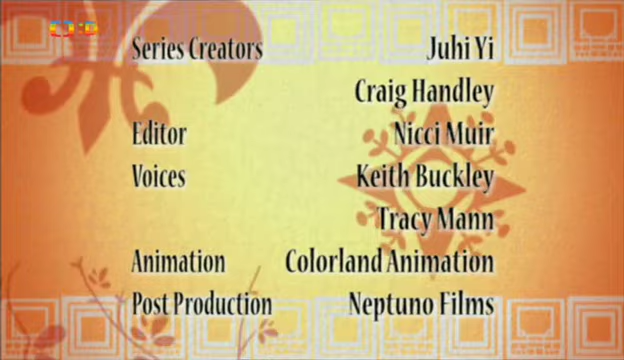 Series Creators Juhi Yi
Craig Handley
Editor Nicci Muir
Voices Keith Buckley
Tracy Mann
Animation Colorland Animation
Post Production Neptuno Films